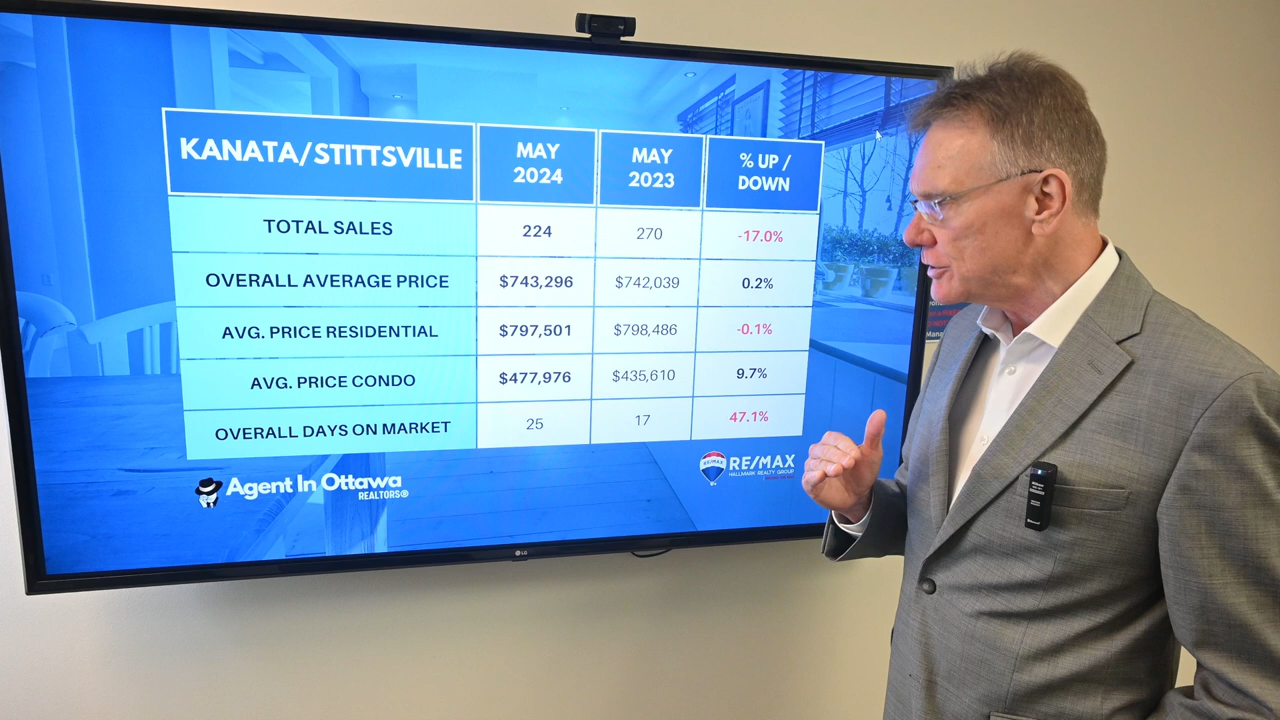 KANATA/STITTSVILLE
MAY
2024
MAY
2023
% UP /
DOWN
TOTAL SALES
224
270
-17.0%
OVERALL AVERAGE PRICE
$743,296
$742,039
0.2%
AVG. PRICE RESIDENTIAL
$797,501
$798,486
-0.1%
AVG. PRICE CONDO
$477,976
$435,610
9.7%
OVERALL DAYS ON MARKET
25
17
47.1%
Agent In Ottawa
REALTORS®
RE/MAX
RE/MAX
HALLMARK REALTY GROUP
LG